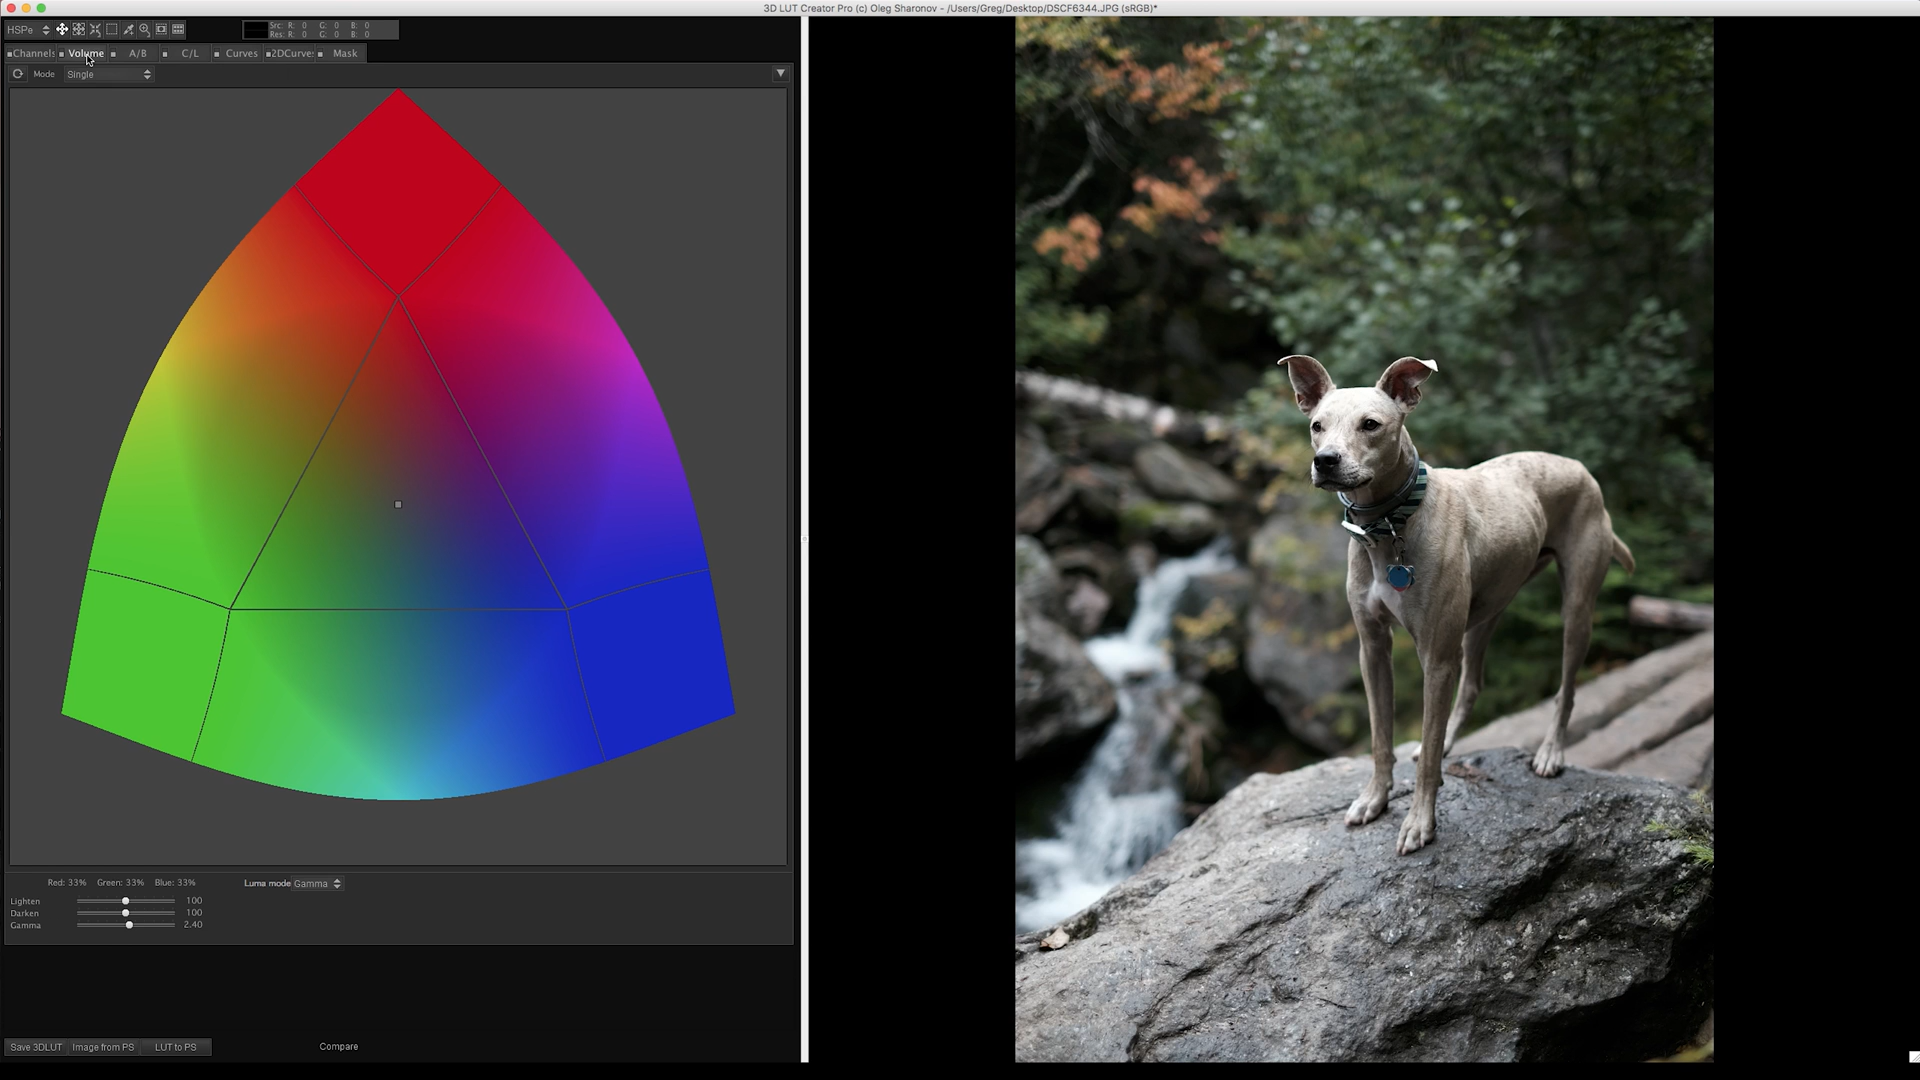 3D LUT Creator Pro (c) Oleg Sharonov - /Users/Greg/Desktop/DSCF6344.JPG (sRGB)*
HSPe
Src: R: 0 G: 0 B: 0
Res: R: 0 G: 0 B: 0
Channels Volume A/B C/L Curves 2DCurve: Mask
Mode Single
Red: 33% Green: 33% Blue: 33% Luma mode Gamma
Lighten 100
Darken 100
Gamma 2.40
Save 3DLUT Image from PS LUT to PS Compare